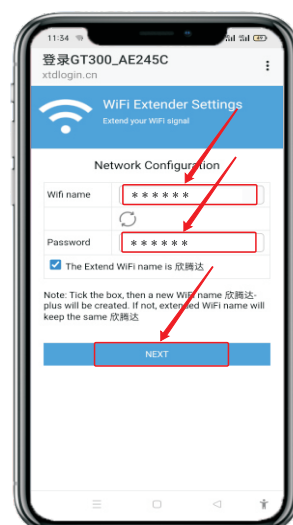 11:34
登录GT300_AE245C
xtdlogin.cn
WiFi Extender Settings
Extend your WiFi signal
Network Configuration
Wifi name ******
Password ******
The Extend WiFi name is 欣腾达
Note: Tick the box, then a new WiFi name 欣腾达-
plus will be created. If not, extended WiFi name will
keep the same 欣腾达
NEXT